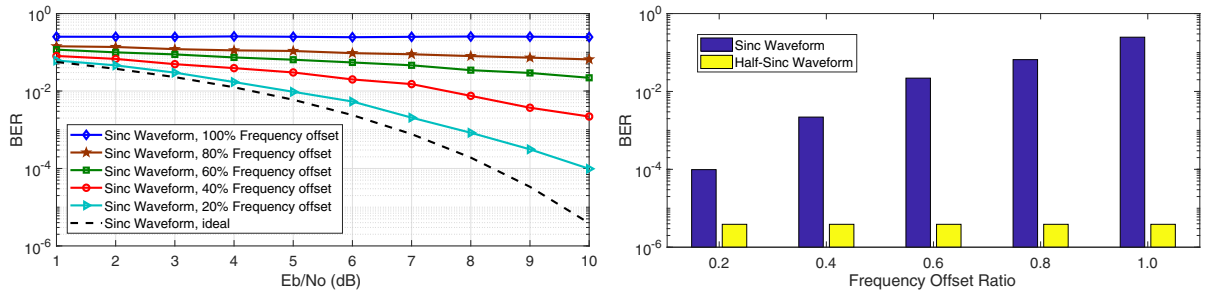 10^0
10^-2
10^-4
10^-6
BER
Sinc Waveform, 100% Frequency offset
Sinc Waveform, 80% Frequency offset
Sinc Waveform, 60% Frequency offset
Sinc Waveform, 40% Frequency offset
Sinc Waveform, 20% Frequency offset
Sinc Waveform, ideal
1 2 3 4 5 6 7 8 9 10
Eb/No (dB)
10^0
10^-2
10^-4
10^-6
BER
Sinc Waveform
Half-Sinc Waveform
0.2 0.4 0.6 0.8 1.0
Frequency Offset Ratio